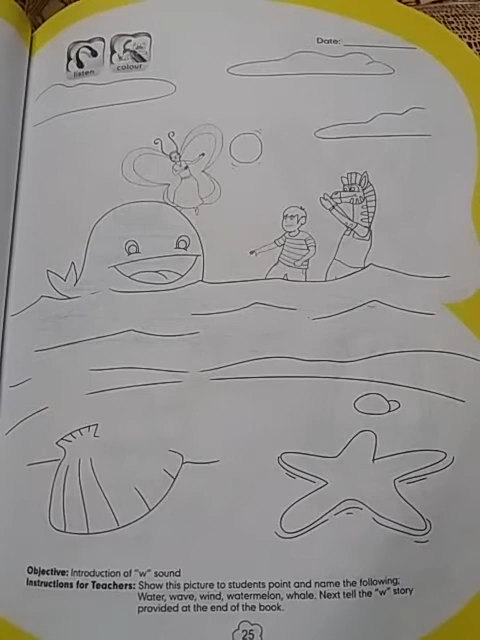 Date:
listen
colour
Objective: Introduction of "w" sound
Instructions for Teachers: Show this picture to students point and name the following;
Water, wave, wind, watermelon, whale. Next tell the "w" story
provided at the end of the book.
25